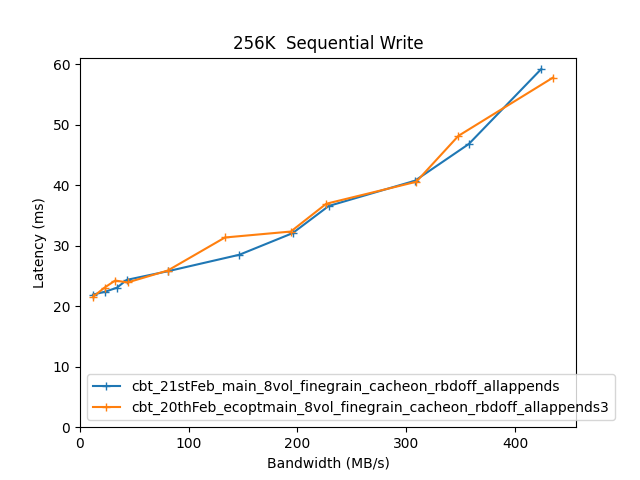 256K  Sequential Write
Latency (ms)
60
50
40
30
20
10
0
0 100 200 300 400
Bandwidth (MB/s)
cbt_21stFeb_main_8vol_finegrain_cacheon_rbdoff_allappends
cbt_20thFeb_ecoptmain_8vol_finegrain_cacheon_rbdoff_allappends3